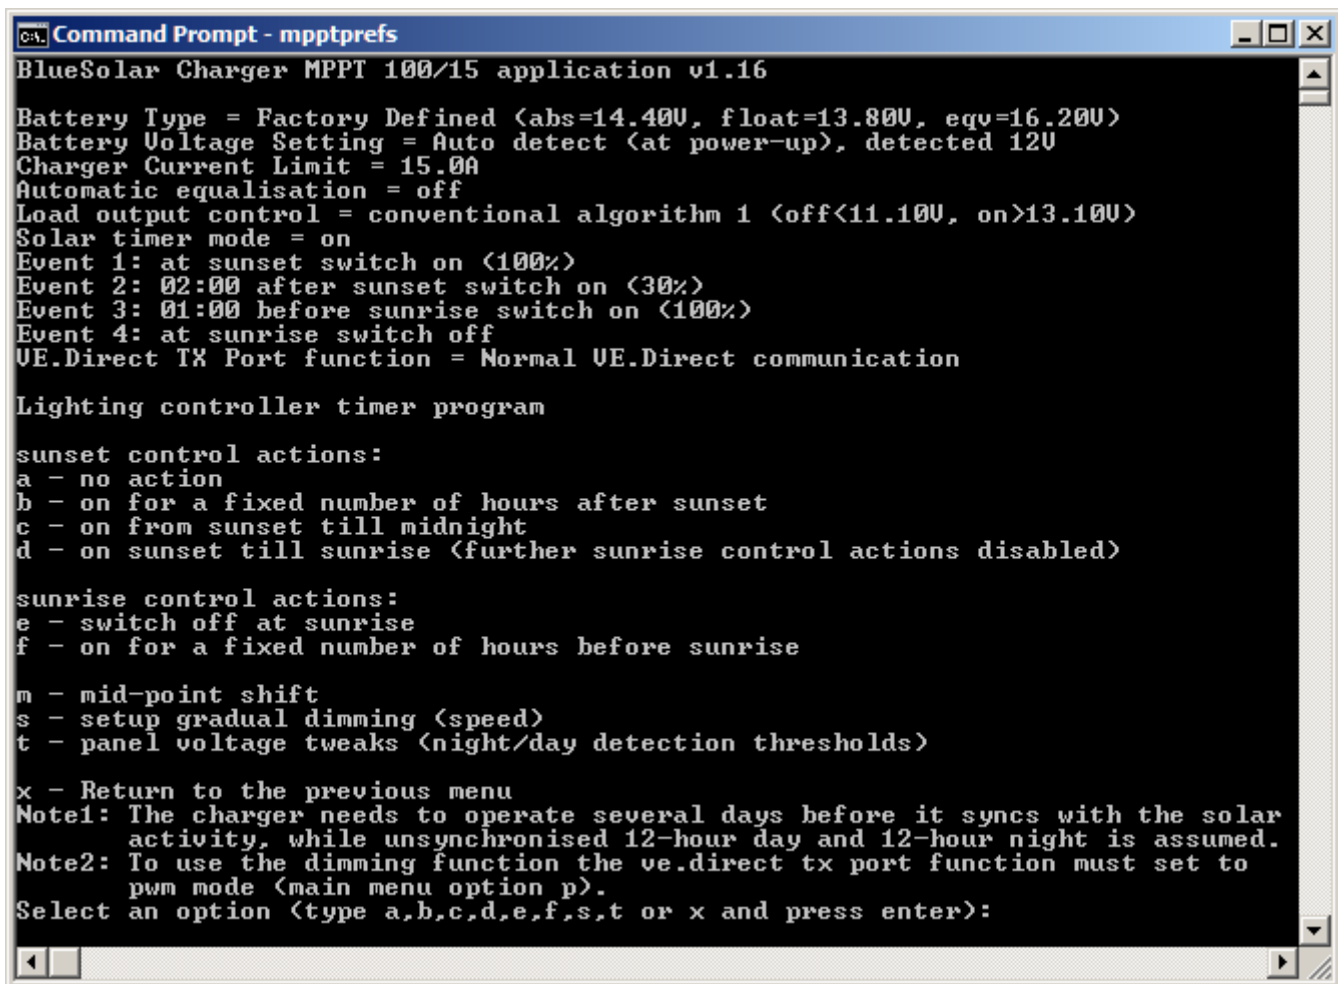 Command Prompt - mpptprefs
BlueSolar Charger MPPT 100/15 application v1.16
Battery Type = Factory Defined (abs=14.40V, float=13.80V, eqv=16.20V)
Battery Voltage Setting = Auto detect (at power-up), detected 12V
Charger Current Limit = 15.0A
Automatic equalisation = off
Load output control = conventional algorithm 1 (off<11.10V, on>13.10V)
Solar timer mode = on
Event 1: at sunset switch on (100%)
Event 2: 02:00 after sunset switch on (30%)
Event 3: 01:00 before sunrise switch on (100%)
Event 4: at sunrise switch off
VE.Direct TX Port function = Normal VE.Direct communication
Lighting controller timer program
sunset control actions:
a - no action
b - on for a fixed number of hours after sunset
c - on from sunset till midnight
d - on sunset till sunrise (further sunrise control actions disabled)
sunrise control actions:
e - switch off at sunrise
f - on for a fixed number of hours before sunrise
m - mid-point shift
s - setup gradual dimming (speed)
t - panel voltage tweaks (night/day detection thresholds)
x - Return to the previous menu
Note1: The charger needs to operate several days before it syncs with the solar
activity, while unsynchronised 12-hour day and 12-hour night is assumed.
Note2: To use the dimming function the ve.direct tx port function must set to
pwm mode (main menu option p).
Select an option (type a,b,c,d,e,f,s,t or x and press enter):